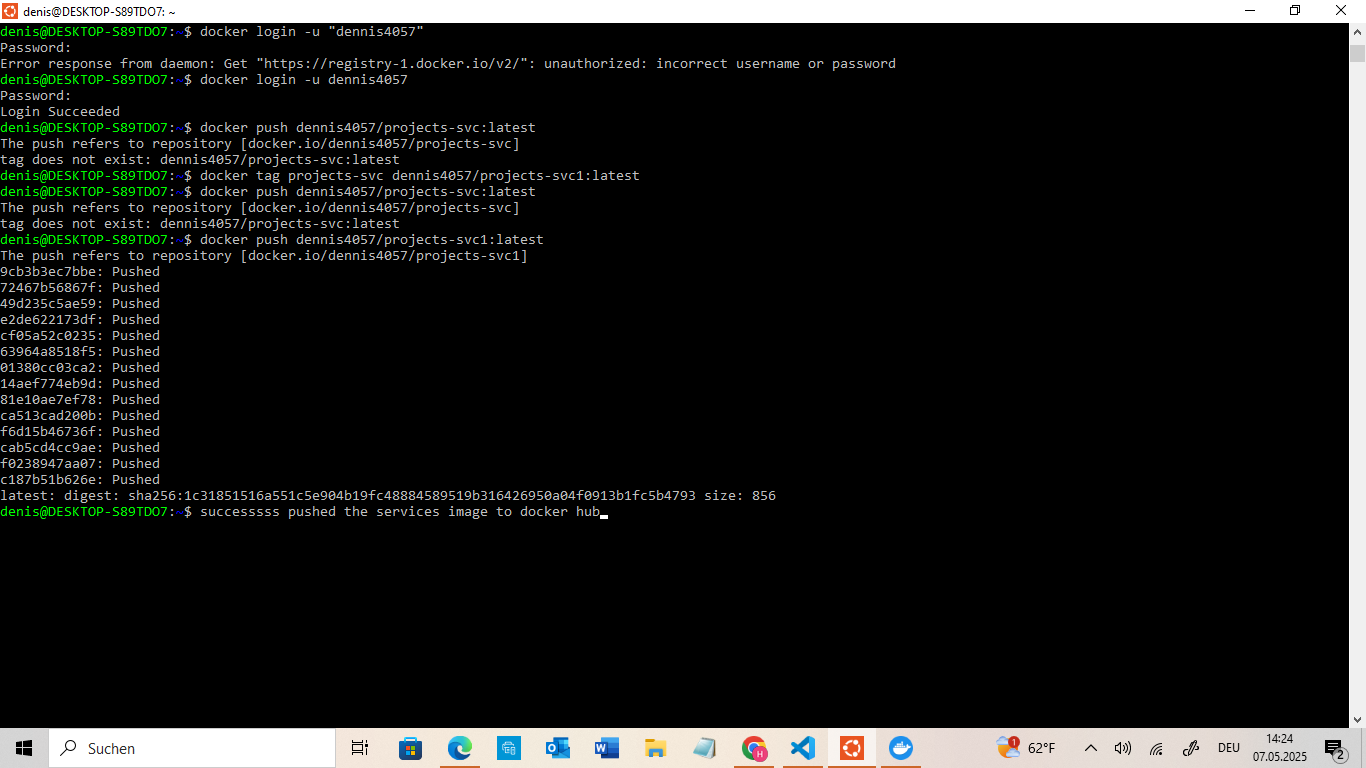 denis@DESKTOP-S89TDO7: ~
denis@DESKTOP-S89TDO7:~$ docker login -u "dennis4057"
Password:
Error response from daemon: Get "https://registry-1.docker.io/v2/": unauthorized: incorrect username or password
denis@DESKTOP-S89TDO7:~$ docker login -u dennis4057
Password:
Login Succeeded
denis@DESKTOP-S89TDO7:~$ docker push dennis4057/projects-svc:latest
The push refers to repository [docker.io/dennis4057/projects-svc]
tag does not exist: dennis4057/projects-svc:latest
denis@DESKTOP-S89TDO7:~$ docker tag projects-svc dennis4057/projects-svc1:latest
denis@DESKTOP-S89TDO7:~$ docker push dennis4057/projects-svc:latest
The push refers to repository [docker.io/dennis4057/projects-svc]
tag does not exist: dennis4057/projects-svc:latest
denis@DESKTOP-S89TDO7:~$ docker push dennis4057/projects-svc1:latest
The push refers to repository [docker.io/dennis4057/projects-svc1]
9cb3b3ec7bbe: Pushed
72467b56867f: Pushed
49d235c5ae59: Pushed
e2de622173df: Pushed
cf05a52c0235: Pushed
63964a8518f5: Pushed
01380cc03ca2: Pushed
14aef774eb9d: Pushed
81e10ae7ef78: Pushed
ca513cad200b: Pushed
f6d15b46736f: Pushed
cab5cd4cc9ae: Pushed
f0238947aa07: Pushed
c187b51b626e: Pushed
latest: digest: sha256:1c31851516a551c5e904b19fc48884589519b316426950a04f0913b1fc5b4793 size: 856
denis@DESKTOP-S89TDO7:~$ successsss pushed the services image to docker hub
Suchen
H
1
62°F
DEU
14:24
07.05.2025
2